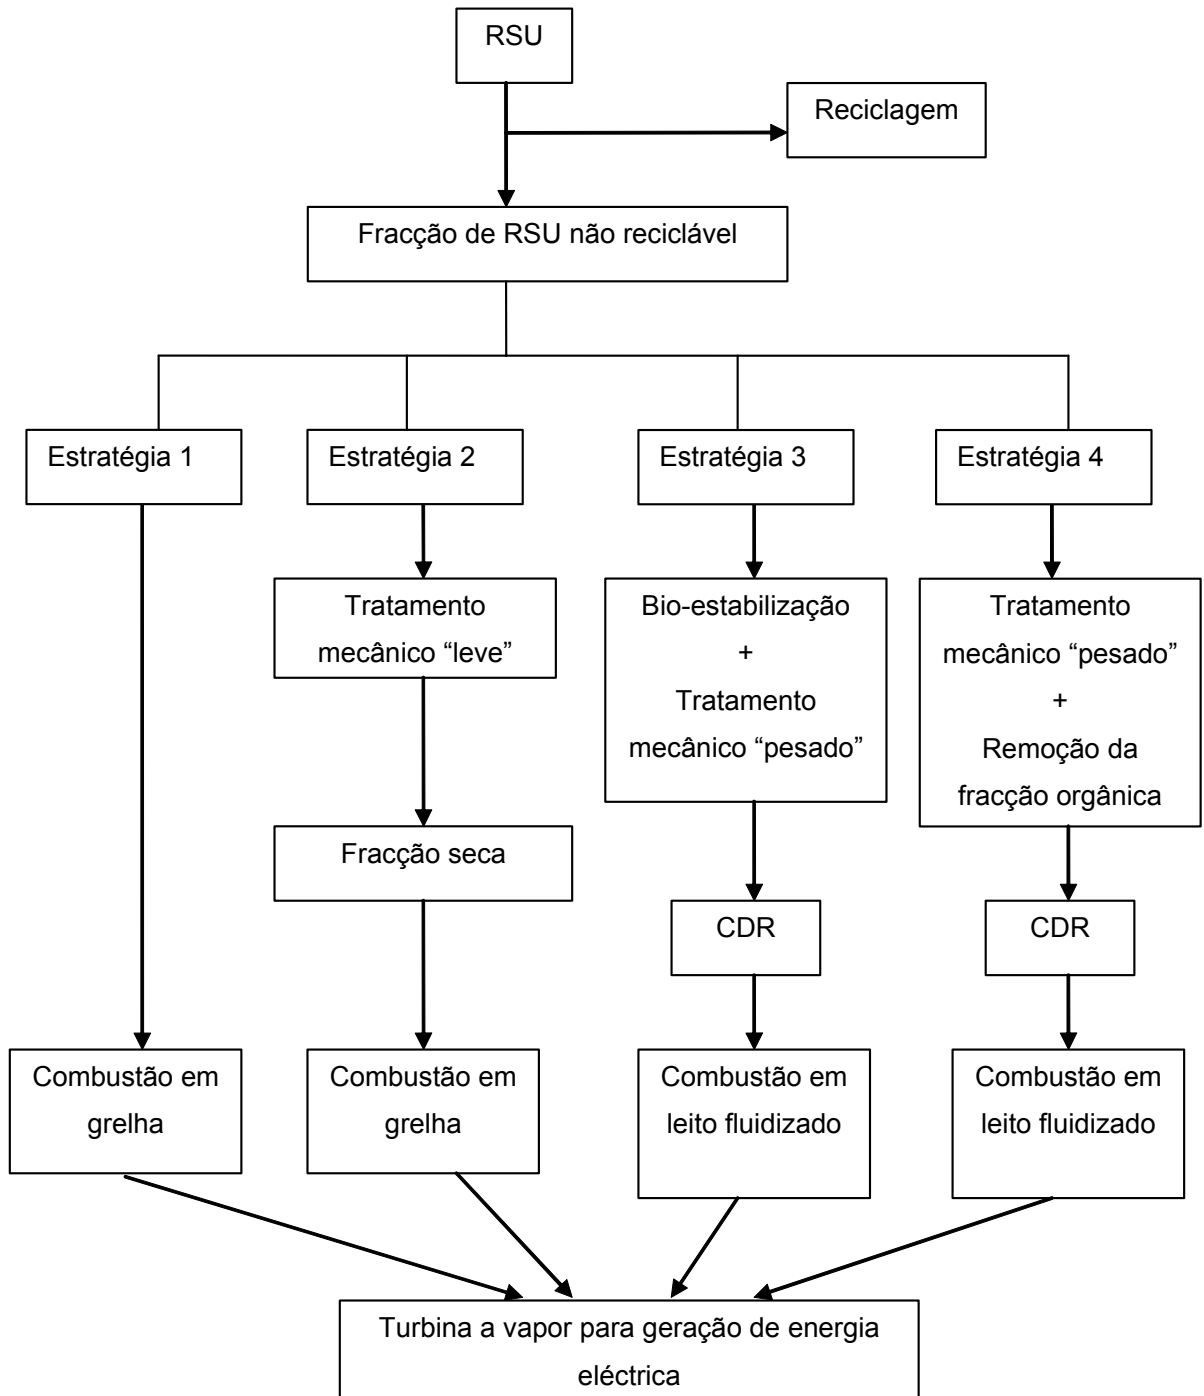 RSU
Reciclagem
Fracção de RSU não reciclável
Estratégia 1
Estratégia 2
Estratégia 3
Estratégia 4
Tratamento
mecânico “leve”
Bio-estabilização
+
Tratamento
mecânico “pesado”
Tratamento
mecânico “pesado”
+
Remoção da
fracção orgânica
Fracção seca
CDR
CDR
Combustão em
grelha
Combustão em
grelha
Combustão em
leito fluidizado
Combustão em
leito fluidizado
Turbina a vapor para geração de energia
eléctrica